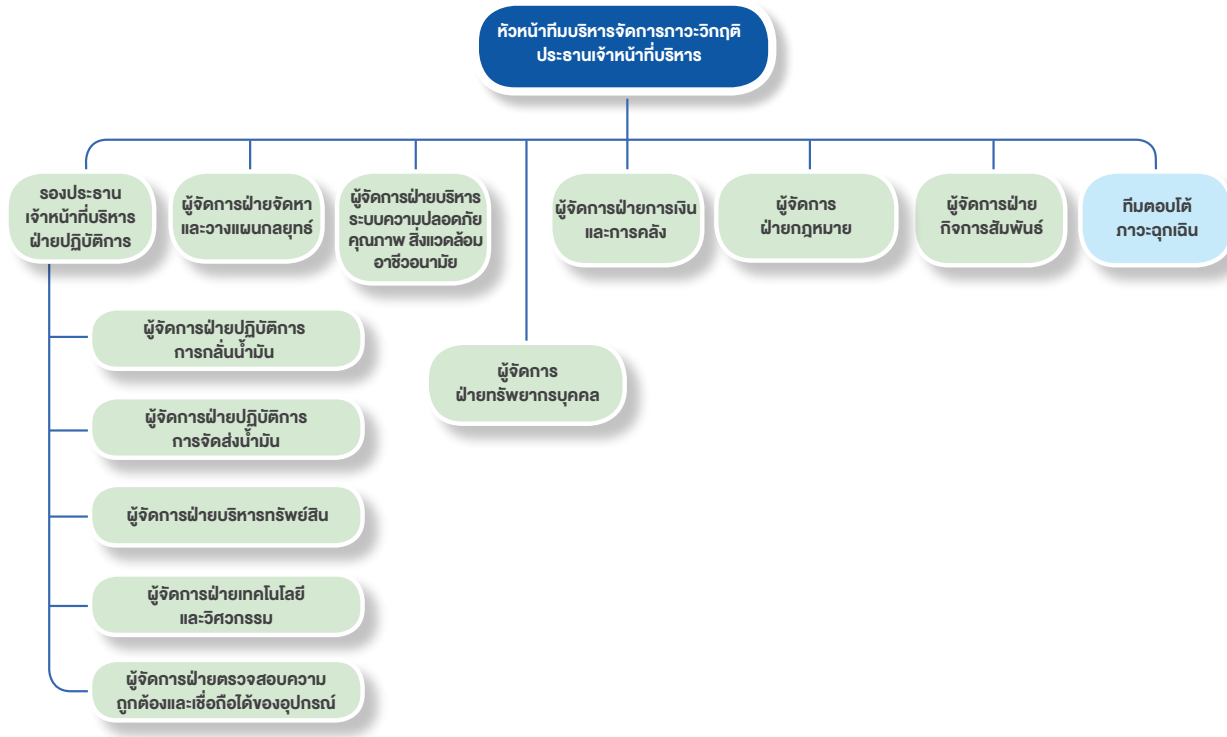 หัวหน้าทีมบริหารจัดการภาวะวิกฤติ
ประธานเจ้าหน้าที่บริหาร
รองประธาน
เจ้าหน้าที่บริหาร
ฝ่ายปฏิบัติการ
ผู้จัดการฝ่ายจัดหา
และวางแผนกลยุทธ์
ผู้จัดการฝ่ายบริหาร
ระบบความปลอดภัย
คุณภาพ สิ่งแวดล้อม
อาชีวอนามัย
ผู้จัดการฝ่ายการเงิน
และการคลัง
ผู้จัดการ
ฝ่ายกฎหมาย
ผู้จัดการฝ่าย
กิจการสัมพันธ์
ทีมตอบโต้
ภาวะฉุกเฉิน
ผู้จัดการ
ฝ่ายทรัพยากรบุคคล
ผู้จัดการฝ่ายปฏิบัติการ
การกลั่นน้ำมัน
ผู้จัดการฝ่ายปฏิบัติการ
การจัดส่งน้ำมัน
ผู้จัดการฝ่ายบริหารทรัพย์สิน
ผู้จัดการฝ่ายเทคโนโลยี
และวิศวกรรม
ผู้จัดการฝ่ายตรวจสอบความ
ถูกต้องและเชื่อถือได้ของอุปกรณ์